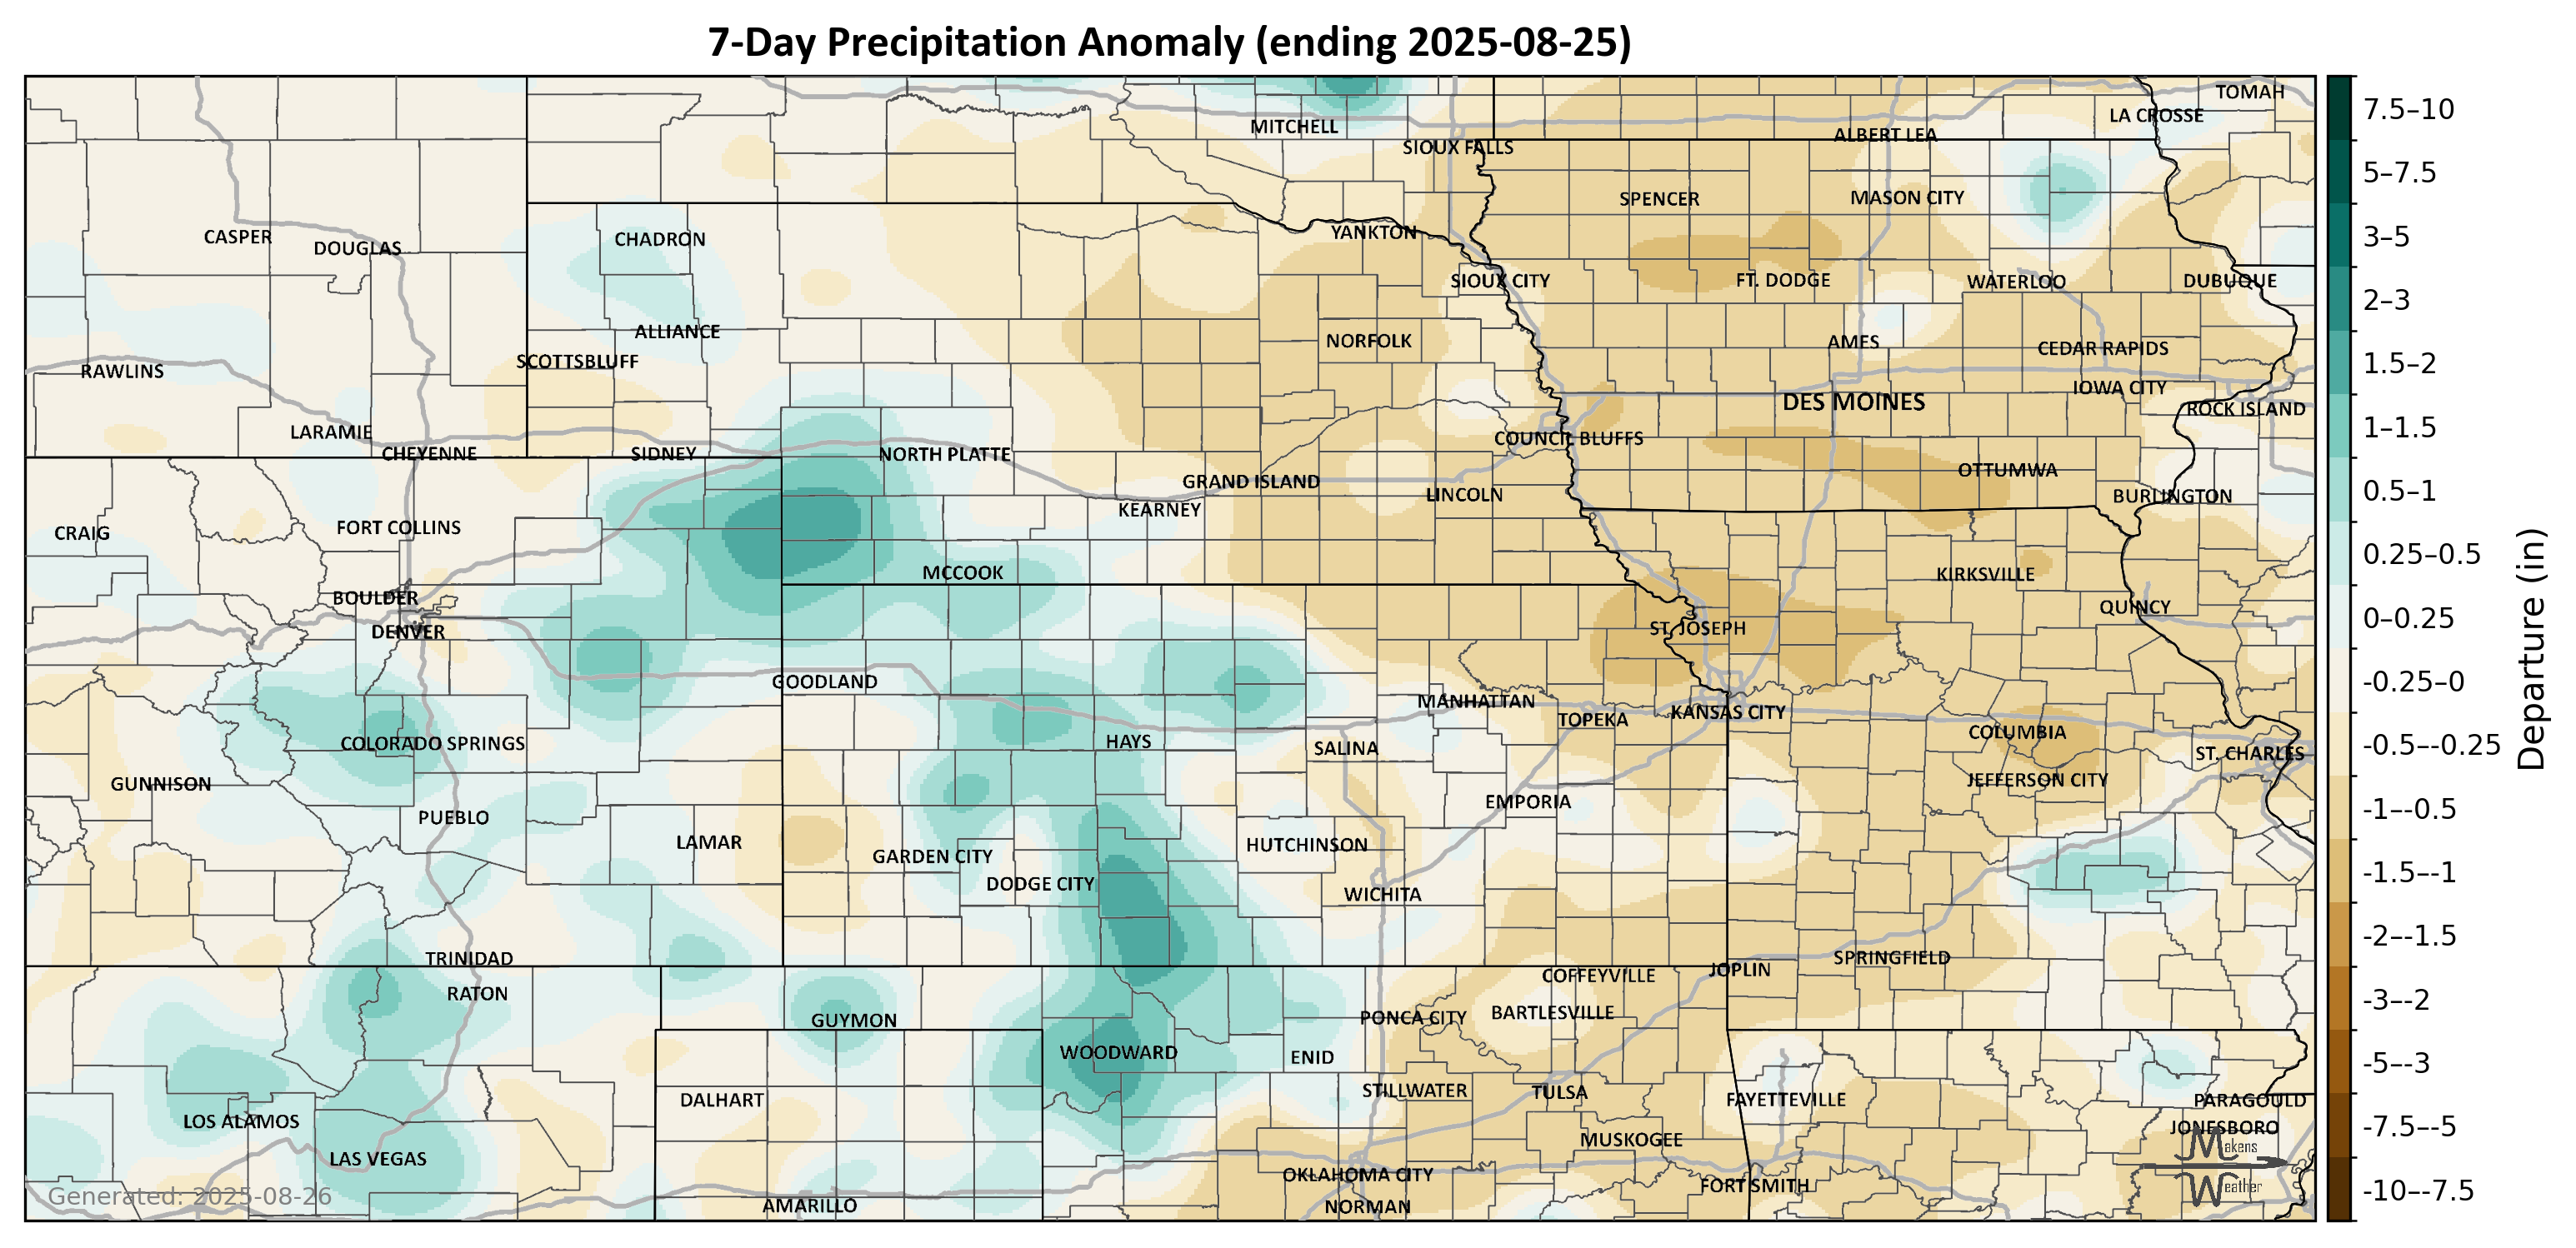 7-Day Precipitation Anomaly (ending 2025-08-25)
TOMAH
LA CROSSE
MITCHELL
ALBERT LEA
SIOUX FALLS
SPENCER
MASON CITY
CASPER
DOUGLAS
CHADRON
YANKTON
SIOUX CITY
FT. DODGE
WATERLOO
DUBUQUE
ALLIANCE
NORFOLK
AMES
CEDAR RAPIDS
SCOTTSBLUFF
RAWLINS
IOWA CITY
DES MOINES
ROCK ISLAND
LARAMIE
COUNCIL BLUFFS
CHEYENNE
SIDNEY
NORTH PLATTE
OTTUMWA
GRAND ISLAND
LINCOLN
BURLINGTON
KEARNEY
CRAIG
FORT COLLINS
MCCOOK
KIRKSVILLE
BOULDER
QUINCY
DENVER
ST. JOSEPH
GOODLAND
MANHATTAN
TOPEKA
KANSAS CITY
COLUMBIA
COLORADO SPRINGS
HAYS
SALINA
ST. CHARLES
GUNNISON
JEFFERSON CITY
EMPORIA
PUEBLO
LAMAR
HUTCHINSON
GARDEN CITY
DODGE CITY
WICHITA
TRINIDAD
SPRINGFIELD
JOPLIN
COFFEYVILLE
RATON
BARTLESVILLE
PONCA CITY
GUYMON
WOODWARD
ENID
STILLWATER
TULSA
DALHART
FAYETTEVILLE
PARAGOULD
LOS ALAMOS
JONESBORO
MUSKOGEE
LAS VEGAS
OKLAHOMA CITY
FORT SMITH
AMARILLO
NORMAN
Makens
Weather
Generated: 2025-08-26
7.5–10
5–7.5
3–5
2–3
1.5–2
1–1.5
0.5–1
0.25–0.5
0–0.25
-0.25–0
-0.5–-0.25
-1–-0.5
-1.5–-1
-2–-1.5
-3–-2
-5–-3
-7.5–-5
-10–-7.5
Departure (in)